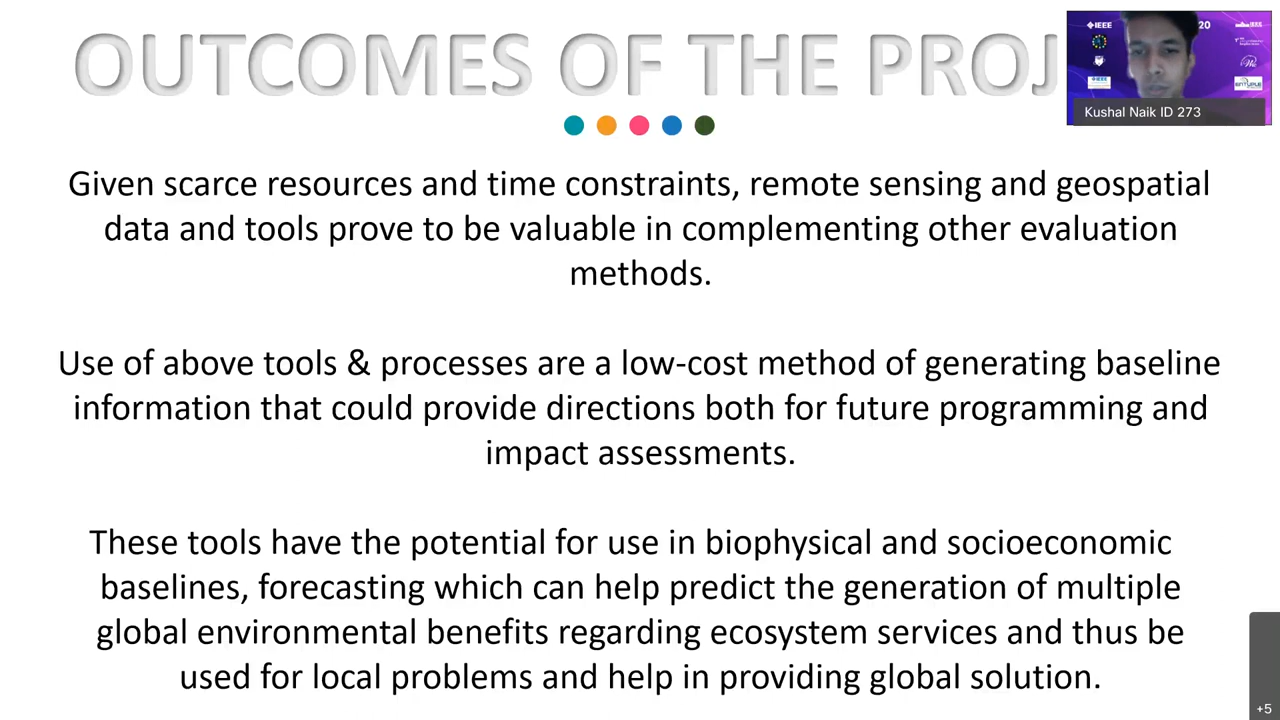 OUTCOMES OF THE PROJ
IEEE
20
IEEE
Kushal Naik ID 273
Given scarce resources and time constraints, remote sensing and geospatial
data and tools prove to be valuable in complementing other evaluation
methods.
Use of above tools & processes are a low-cost method of generating baseline
information that could provide directions both for future programming and
impact assessments.
These tools have the potential for use in biophysical and socioeconomic
baselines, forecasting which can help predict the generation of multiple
global environmental benefits regarding ecosystem services and thus be
used for local problems and help in providing global solution.
+5